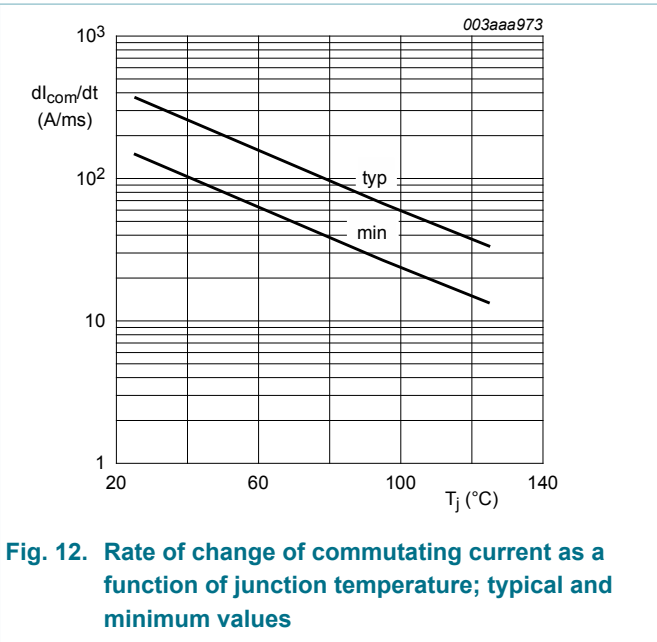 003aaa973
10³
dI_com/dt
(A/ms)
10²
typ
min
10
1
20 60 100 140
T_j (°C)
Fig. 12. Rate of change of commutating current as a
function of junction temperature; typical and
minimum values